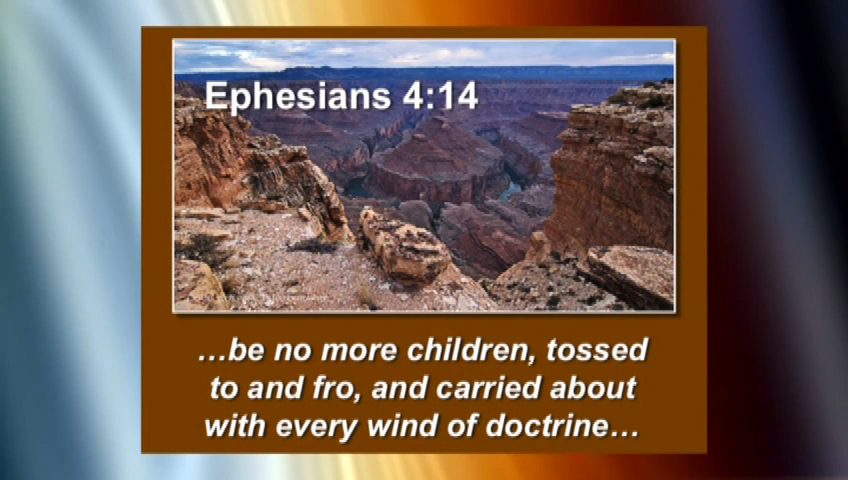 Ephesians 4:14
…be no more children, tossed
to and fro, and carried about
with every wind of doctrine…